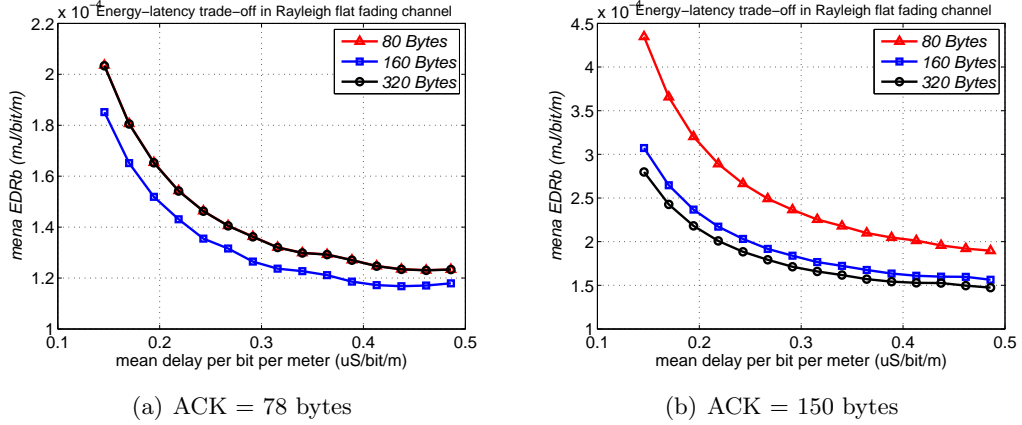 x 10⁻⁴ Energy−latency trade−off in Rayleigh flat fading channel
2.2
2
1.8
1.6
1.4
1.2
1
80 Bytes
160 Bytes
320 Bytes
mena EDRb (mJ/bit/m)
0.1 0.2 0.3 0.4 0.5
mean delay per bit per meter (uS/bit/m)
(a) ACK = 78 bytes
x 10⁻⁴ Energy−latency trade−off in Rayleigh flat fading channel
4.5
4
3.5
3
2.5
2
1.5
1
80 Bytes
160 Bytes
320 Bytes
mena EDRb (mJ/bit/m)
0.1 0.2 0.3 0.4 0.5
mean delay per bit per meter (uS/bit/m)
(b) ACK = 150 bytes